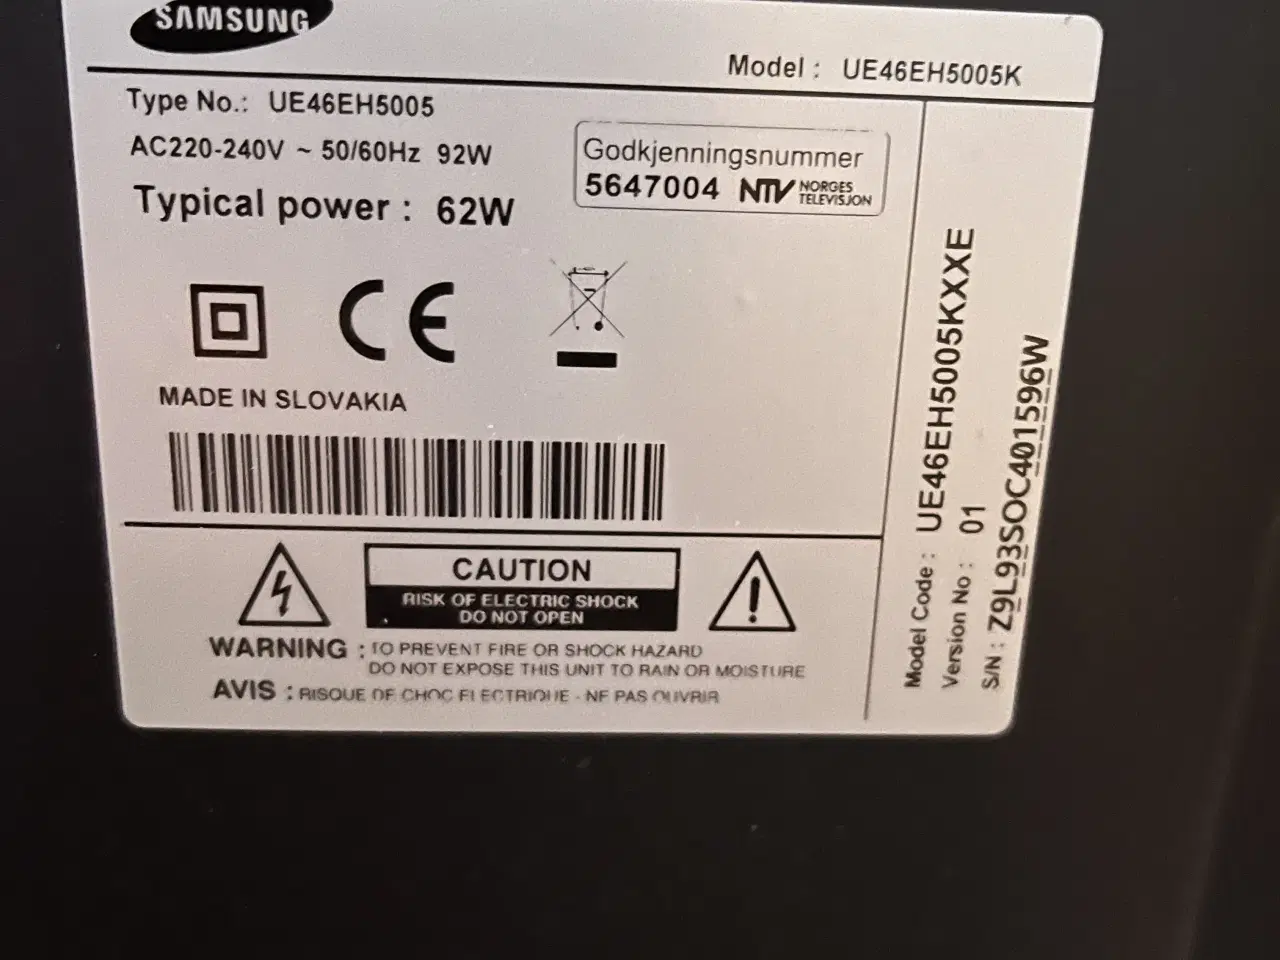 SAMSUNG
Model : UE46EH5005K
Type No.: UE46EH5005
AC220-240V ~ 50/60Hz 92W
Typical power : 62W
Godkjenningsnummer
5647004 NTV NORGES TELEVISJON
CE
MADE IN SLOVAKIA
CAUTION
RISK OF ELECTRIC SHOCK
DO NOT OPEN
WARNING : TO PREVENT FIRE OR SHOCK HAZARD
DO NOT EXPOSE THIS UNIT TO RAIN OR MOISTURE
AVIS : RISQUE DE CHOC ELECTRIQUE - NE PAS OUVRIR
Model Code : UE46EH5005KXXE
Version No : 01
S/N : Z9L93SOC401596W